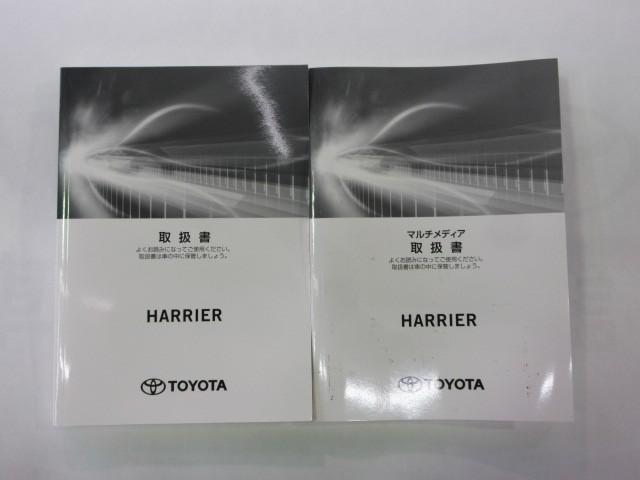 取扱書
よくお読みになってご使用ください。
取扱書は車の中に保管しましょう。
HARRIER
TOYOTA
マルチメディア
取扱書
よくお読みになってご使用ください。
取扱書は車の中に保管しましょう。
HARRIER
TOYOTA